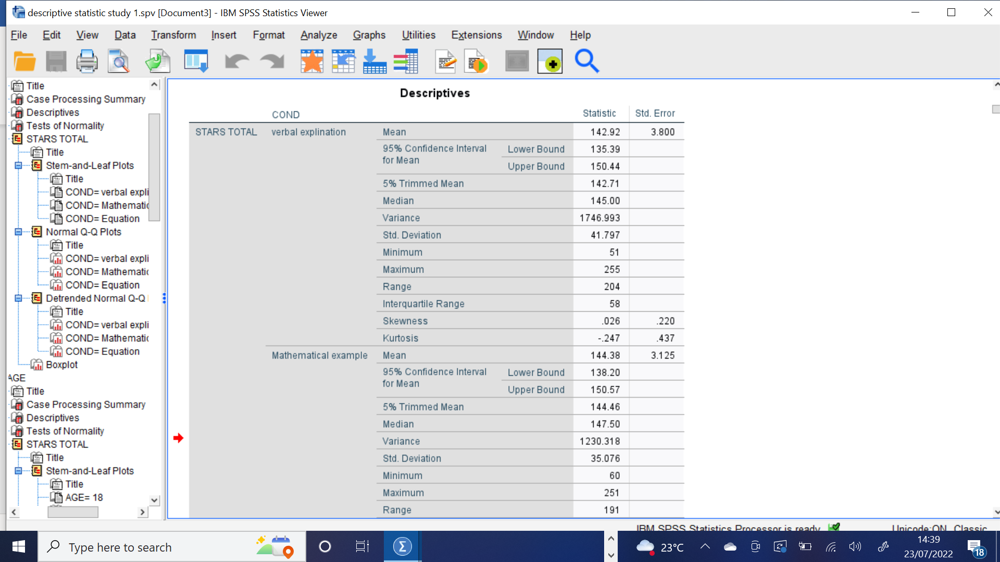 descriptive statistic study 1.spv [Document3] - IBM SPSS Statistics Viewer
File Edit View Data Transform Insert Format Analyze Graphs Utilities Extensions Window Help
Title
Case Processing Summary
Descriptives
Tests of Normality
STARS TOTAL
Title
Stem-and-Leaf Plots
Title
COND= verbal expli
COND= Mathematic
COND= Equation
Normal Q-Q Plots
Title
COND= verbal expli
COND= Mathematic
COND= Equation
Detrended Normal Q-Q
Title
COND= verbal expli
COND= Mathematic
COND= Equation
Boxplot
AGE
Title
Case Processing Summary
Descriptives
Tests of Normality
STARS TOTAL
Title
Stem-and-Leaf Plots
Title
AGE= 18
Descriptives
COND Statistic Std. Error
STARS TOTAL verbal explination Mean 142.92 3.800
95% Confidence Interval for Mean Lower Bound 135.39
Upper Bound 150.44
5% Trimmed Mean 142.71
Median 145.00
Variance 1746.993
Std. Deviation 41.797
Minimum 51
Maximum 255
Range 204
Interquartile Range 58
Skewness .026 .220
Kurtosis -.247 .437
Mathematical example Mean 144.38 3.125
95% Confidence Interval for Mean Lower Bound 138.20
Upper Bound 150.57
5% Trimmed Mean 144.46
Median 147.50
Variance 1230.318
Std. Deviation 35.076
Minimum 60
Maximum 251
Range 191
IBM SPSS Statistics Processor is ready Unicode:ON Classic
Type here to search
23°C
14:39
23/07/2022
18